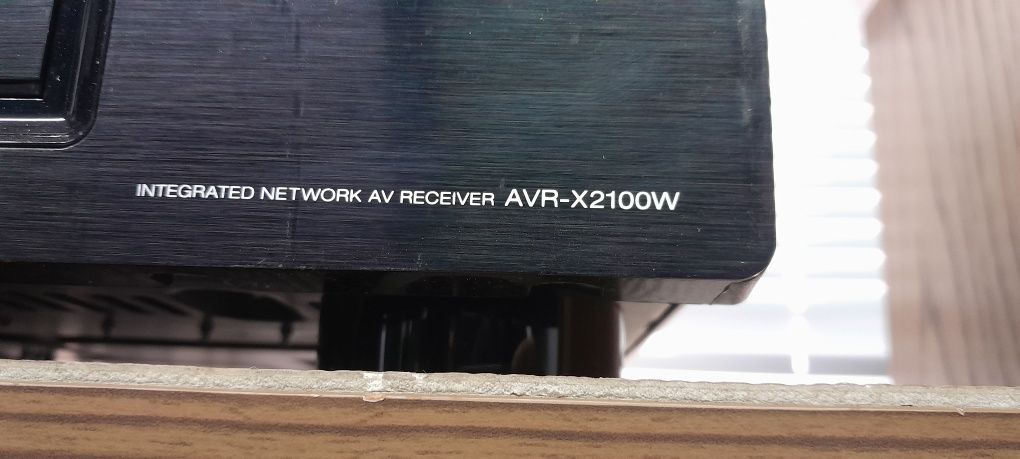 INTEGRATED NETWORK AV RECEIVER AVR-X2100W